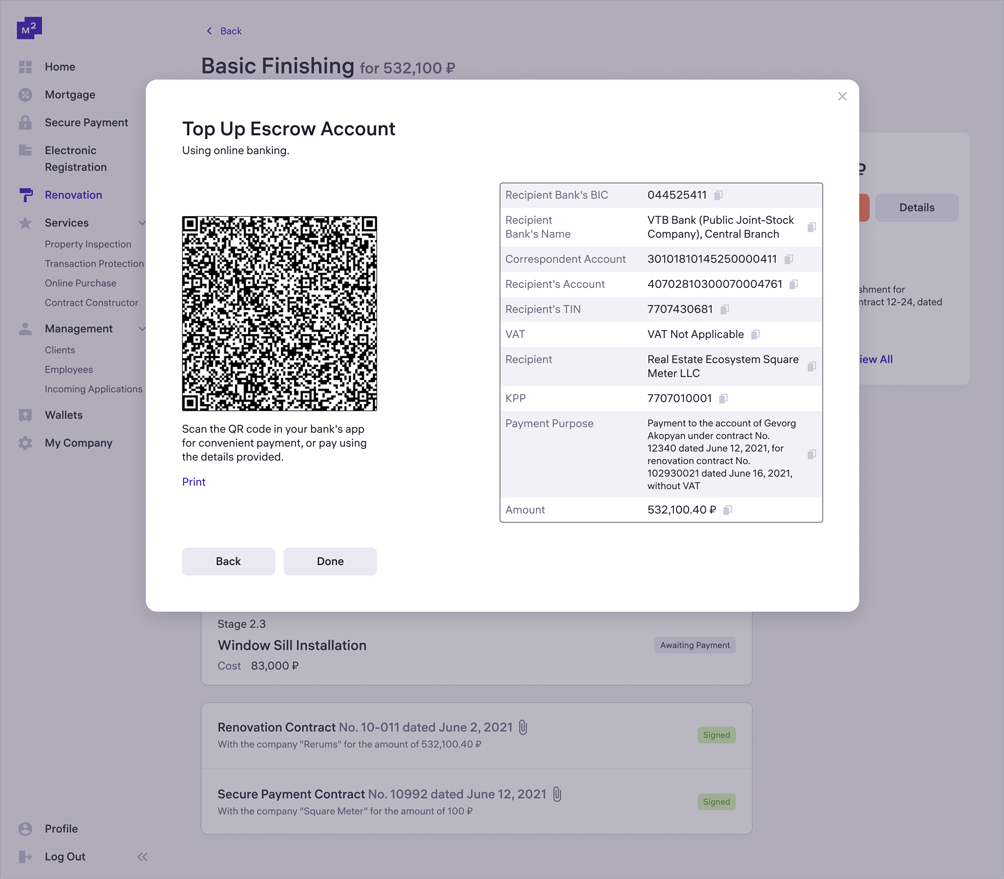 M2
Back
Home
Basic Finishing for 532,100 ₽
Mortgage
Secure Payment
Electronic
Registration
Renovation
Services
Property Inspection
Transaction Protection
Online Purchase
Contract Constructor
Management
Clients
Employees
Incoming Applications
Wallets
My Company
Profile
Log Out
Top Up Escrow Account
Using online banking.
Scan the QR code in your bank's app
for convenient payment, or pay using
the details provided.
Print
Back
Done
Recipient Bank's BIC 044525411
Recipient
Bank's Name
VTB Bank (Public Joint-Stock
Company), Central Branch
Correspondent Account 30101810145250000411
Recipient's Account 40702810300070004761
Recipient's TIN 7707430681
VAT VAT Not Applicable
Recipient Real Estate Ecosystem Square
Meter LLC
KPP 7707010001
Payment Purpose Payment to the account of Gevorg
Akopyan under contract No.
12340 dated June 12, 2021, for
renovation contract No.
102930021 dated June 16, 2021,
without VAT
Amount 532,100.40 ₽
₽
Details
shment for
ntract 12-24, dated
iew All
Stage 2.3
Window Sill Installation
Awaiting Payment
Cost 83,000 ₽
Renovation Contract No. 10-011 dated June 2, 2021
With the company "Rerums" for the amount of 532,100.40 ₽
Signed
Secure Payment Contract No. 10992 dated June 12, 2021
With the company "Square Meter" for the amount of 100 ₽
Signed